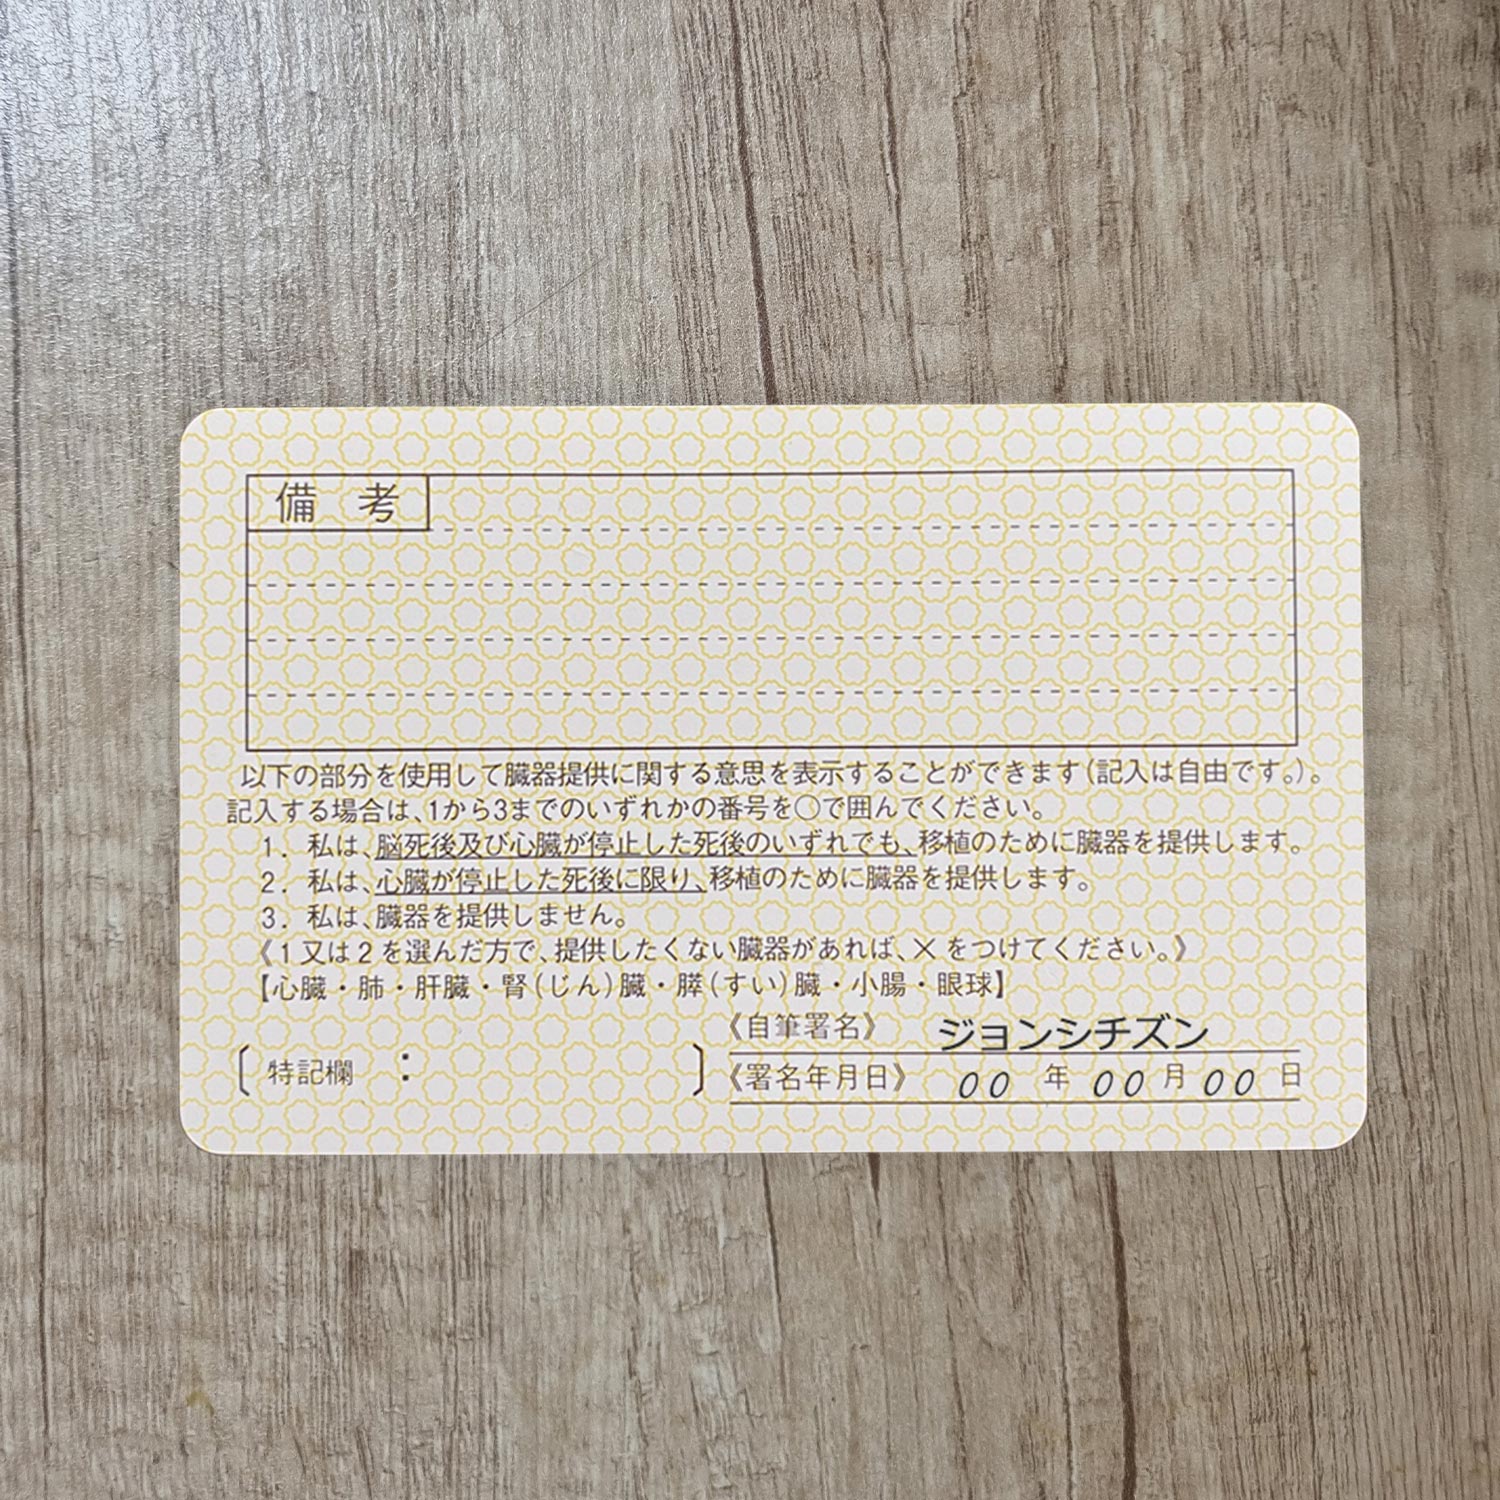 備考
以下の部分を使用して臓器提供に関する意思を表示することができます(記入は自由です。)。
記入する場合は、1から3までのいずれかの番号を○で囲んでください。
1. 私は、脳死後及び心臓が停止した死後のいずれでも、移植のために臓器を提供します。
2. 私は、心臓が停止した死後に限り、移植のために臓器を提供します。
3. 私は、臓器を提供しません。
《1又は2を選んだ方で、提供したくない臓器があれば、×をつけてください。》
【心臓・肺・肝臓・腎(じん)臓・膵(すい)臓・小腸・眼球】
《自筆署名》 ジョンシチズン
〔特記欄 : 〕
《署名年月日》 00年00月00日